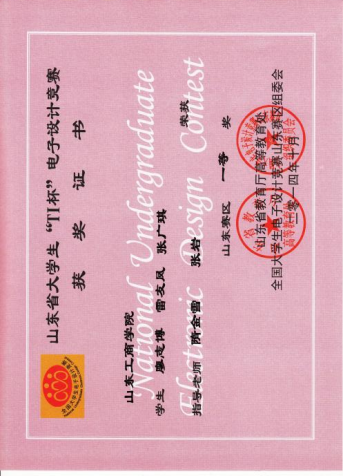 山东省大学生“TI杯”电子设计竞赛
获奖证书
National Undergraduate
Electronic Design Contest
山东工商学院
学生 廖志博 雷友凤 张广琪 荣获
指导老师 隋金雪 张岩
山东赛区 一等 奖
山东省教育厅高等教育处
全国大学生电子设计竞赛山东赛区组委会
二〇一四年十月